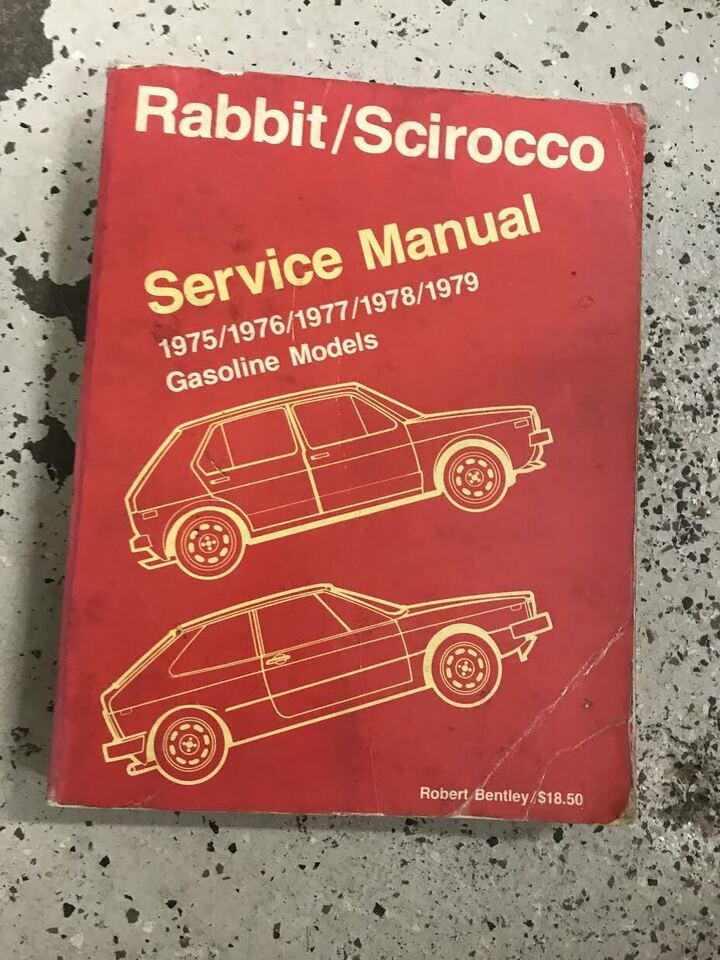 Rabbit/Scirocco
Service Manual
1975/1976/1977/1978/1979
Gasoline Models
Robert Bentley/$18.50